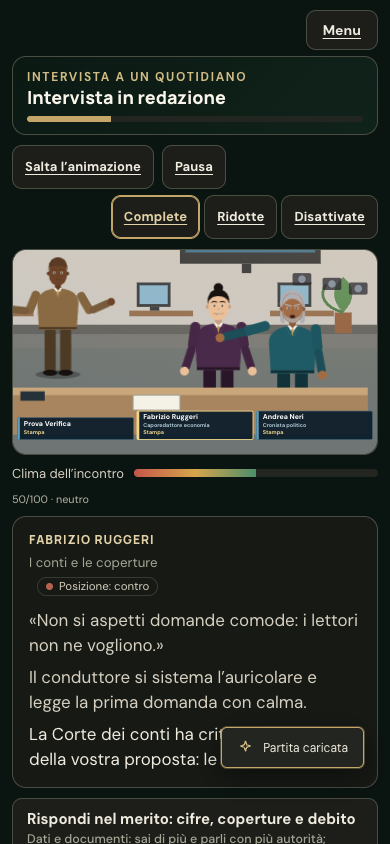 Menu
INTERVISTA A UN QUOTIDIANO
Intervista in redazione
Salta l’animazione
Pausa
Complete
Ridotte
Disattivate
Prova Verifica
Stampa
Fabrizio Ruggeri
Caporedattore economia
Stampa
Andrea Neri
Cronista politico
Stampa
Clima dell’incontro
50/100 · neutro
FABRIZIO RUGGERI
I conti e le coperture
Posizione: contro
«Non si aspetti domande comode: i lettori
non ne vogliono.»
Il conduttore si sistema l’auricolare e
legge la prima domanda con calma.
La Corte dei conti ha
della vostra proposta: le
Partita caricata
Rispondi nel merito: cifre, coperture e debito
Dati e documenti: sai di più e parli con più autorità;